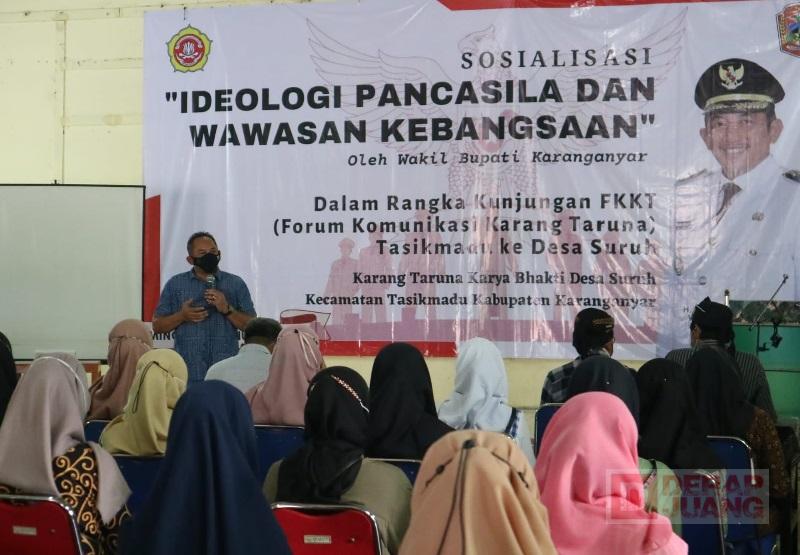 SOSIALISASI
"IDEOLOGI PANCASILA DAN
WAWASAN KEBANGSAAN"
Oleh Wakil Bupati Karanganyar
Dalam Rangka Kunjungan FKKT
(Forum Komunikasi Karang Taruna)
Tasikmadu ke Desa Suruh
Karang Taruna Karya Bhakti Desa Suruh
Kecamatan Tasikmadu Kabupaten Karanganyar
DERAP
JUANG